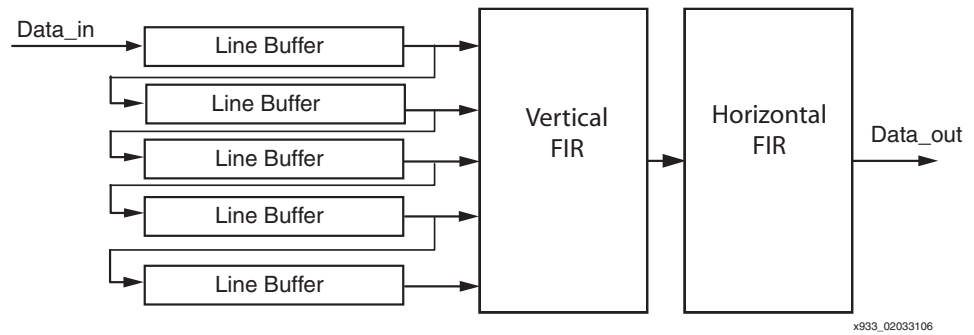 Data_in
Line Buffer
Line Buffer
Line Buffer
Line Buffer
Line Buffer
Vertical
FIR
Horizontal
FIR
Data_out
x933_02033106